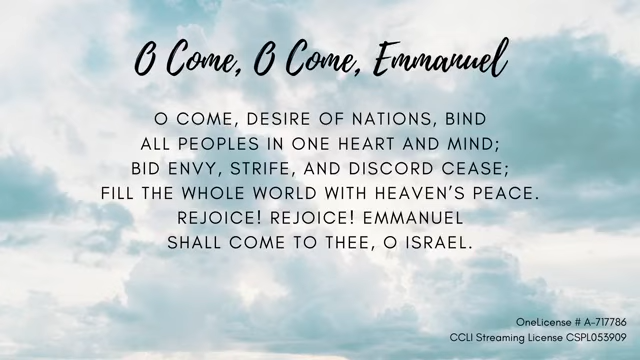 O Come, O Come, Emmanuel
O COME, DESIRE OF NATIONS, BIND
ALL PEOPLES IN ONE HEART AND MIND;
BID ENVY, STRIFE, AND DISCORD CEASE;
FILL THE WHOLE WORLD WITH HEAVEN’S PEACE.
REJOICE! REJOICE! EMMANUEL
SHALL COME TO THEE, O ISRAEL.
OneLicense # A-717786
CCLI Streaming License CSPL053909